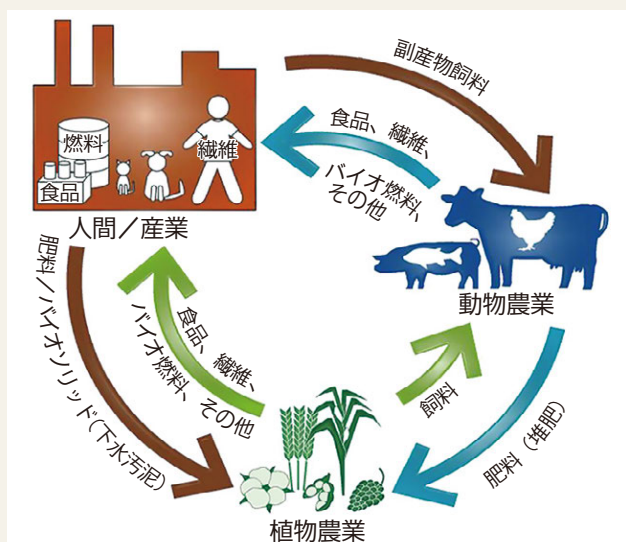 副産物飼料
食品、繊維、
バイオ燃料、
その他
燃料
繊維
食品
人間／産業
動物農業
肥料／バイオソリッド（下水汚泥）
食品、繊維、
バイオ燃料、その他
飼料
肥料（堆肥）
植物農業